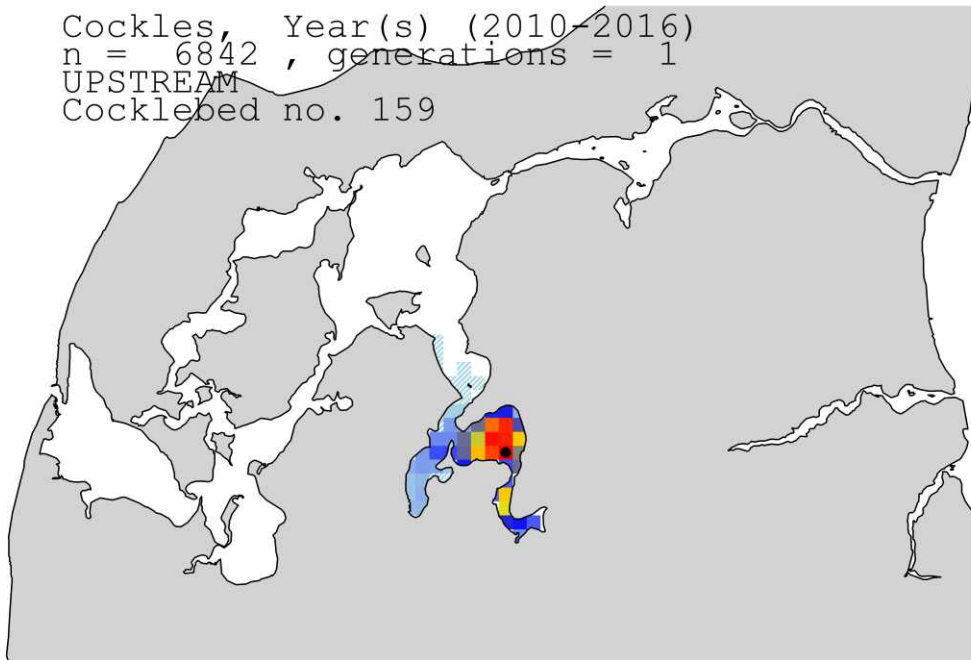 Cockles, Year(s) (2010-2016)
n = 6842 , generations = 1
UPSTREAM
Cocklebed no. 159